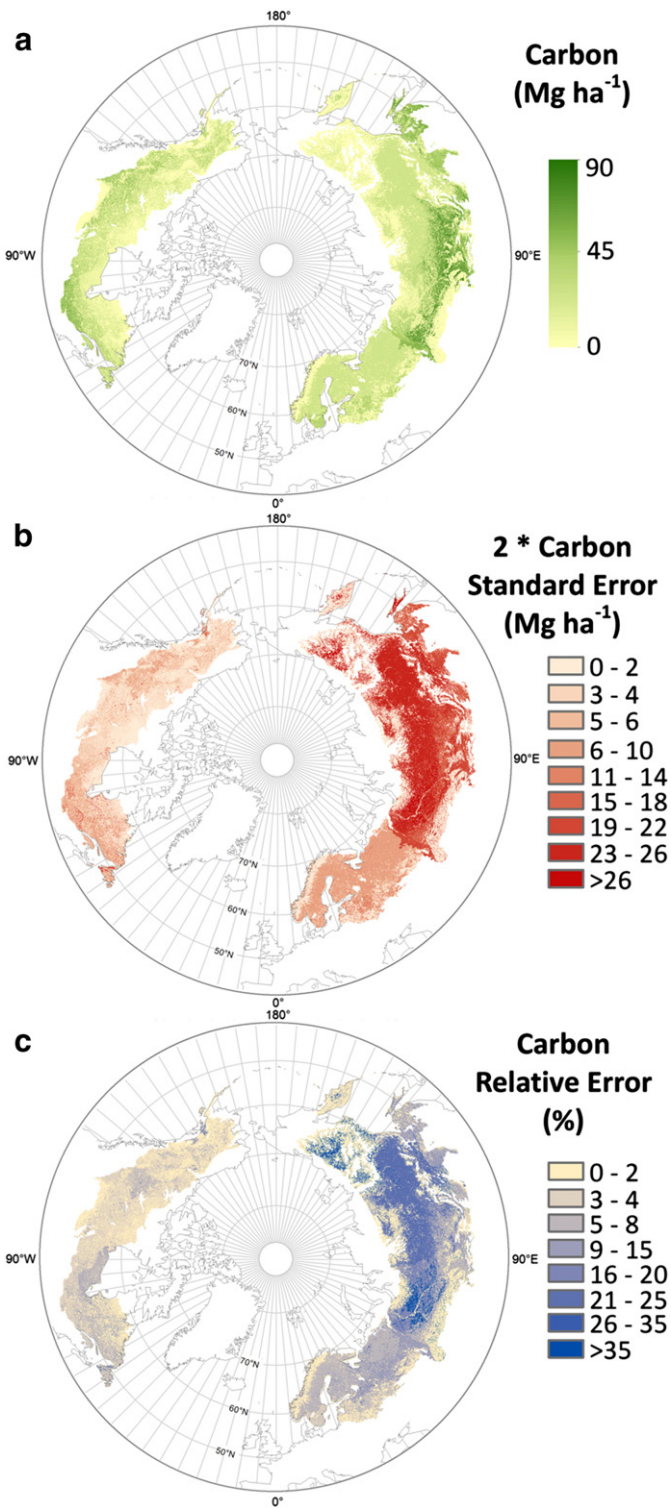 a
180°
Carbon
(Mg ha-1)
90
45
0
90°W
90°E
70°N
60°N
50°N
0°
b
180°
2 * Carbon
Standard Error
(Mg ha-1)
0 - 2
3 - 4
5 - 6
6 - 10
11 - 14
15 - 18
19 - 22
23 - 26
>26
90°W
90°E
70°N
60°N
50°N
0°
c
180°
Carbon
Relative Error
(%)
0 - 2
3 - 4
5 - 8
9 - 15
16 - 20
21 - 25
26 - 35
>35
90°W
90°E
70°N
60°N
50°N
0°